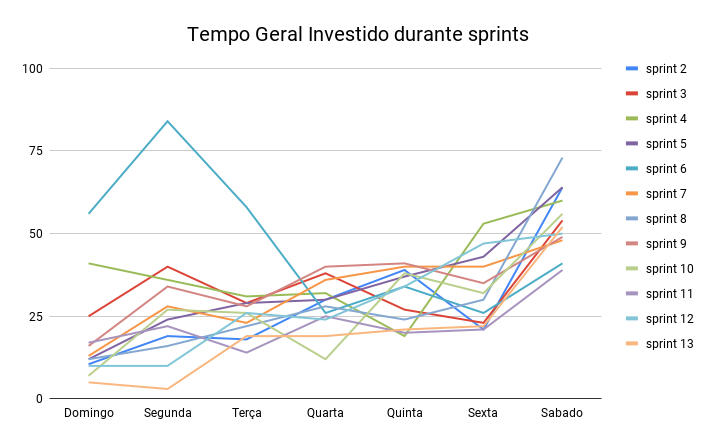 Tempo Geral Investido durante sprints
100
75
50
25
0
Domingo
Segunda
Terça
Quarta
Quinta
Sexta
Sabado
sprint 2
sprint 3
sprint 4
sprint 5
sprint 6
sprint 7
sprint 8
sprint 9
sprint 10
sprint 11
sprint 12
sprint 13